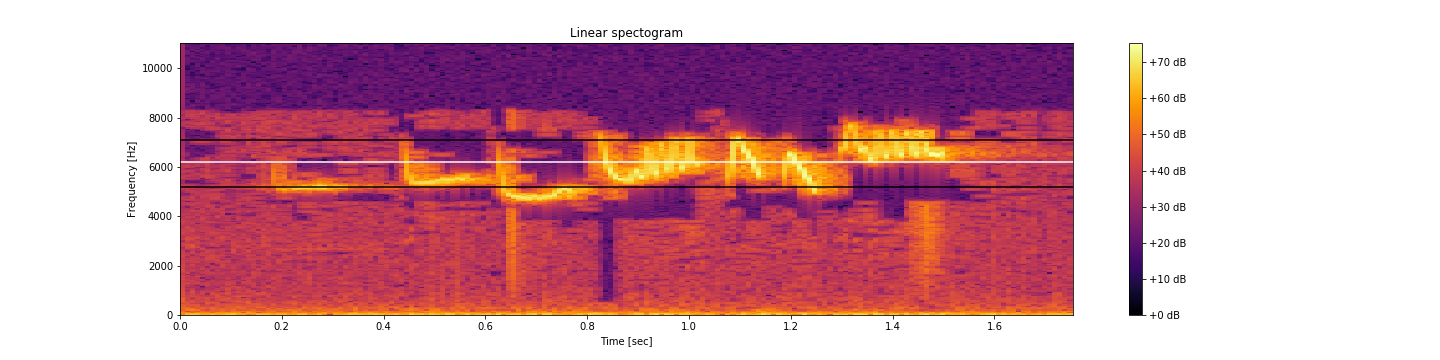 Linear spectogram
Frequency [Hz]
10000
8000
6000
4000
2000
0
0.0 0.2 0.4 0.6 0.8 1.0 1.2 1.4 1.6
Time [sec]
+70 dB
+60 dB
+50 dB
+40 dB
+30 dB
+20 dB
+10 dB
+0 dB